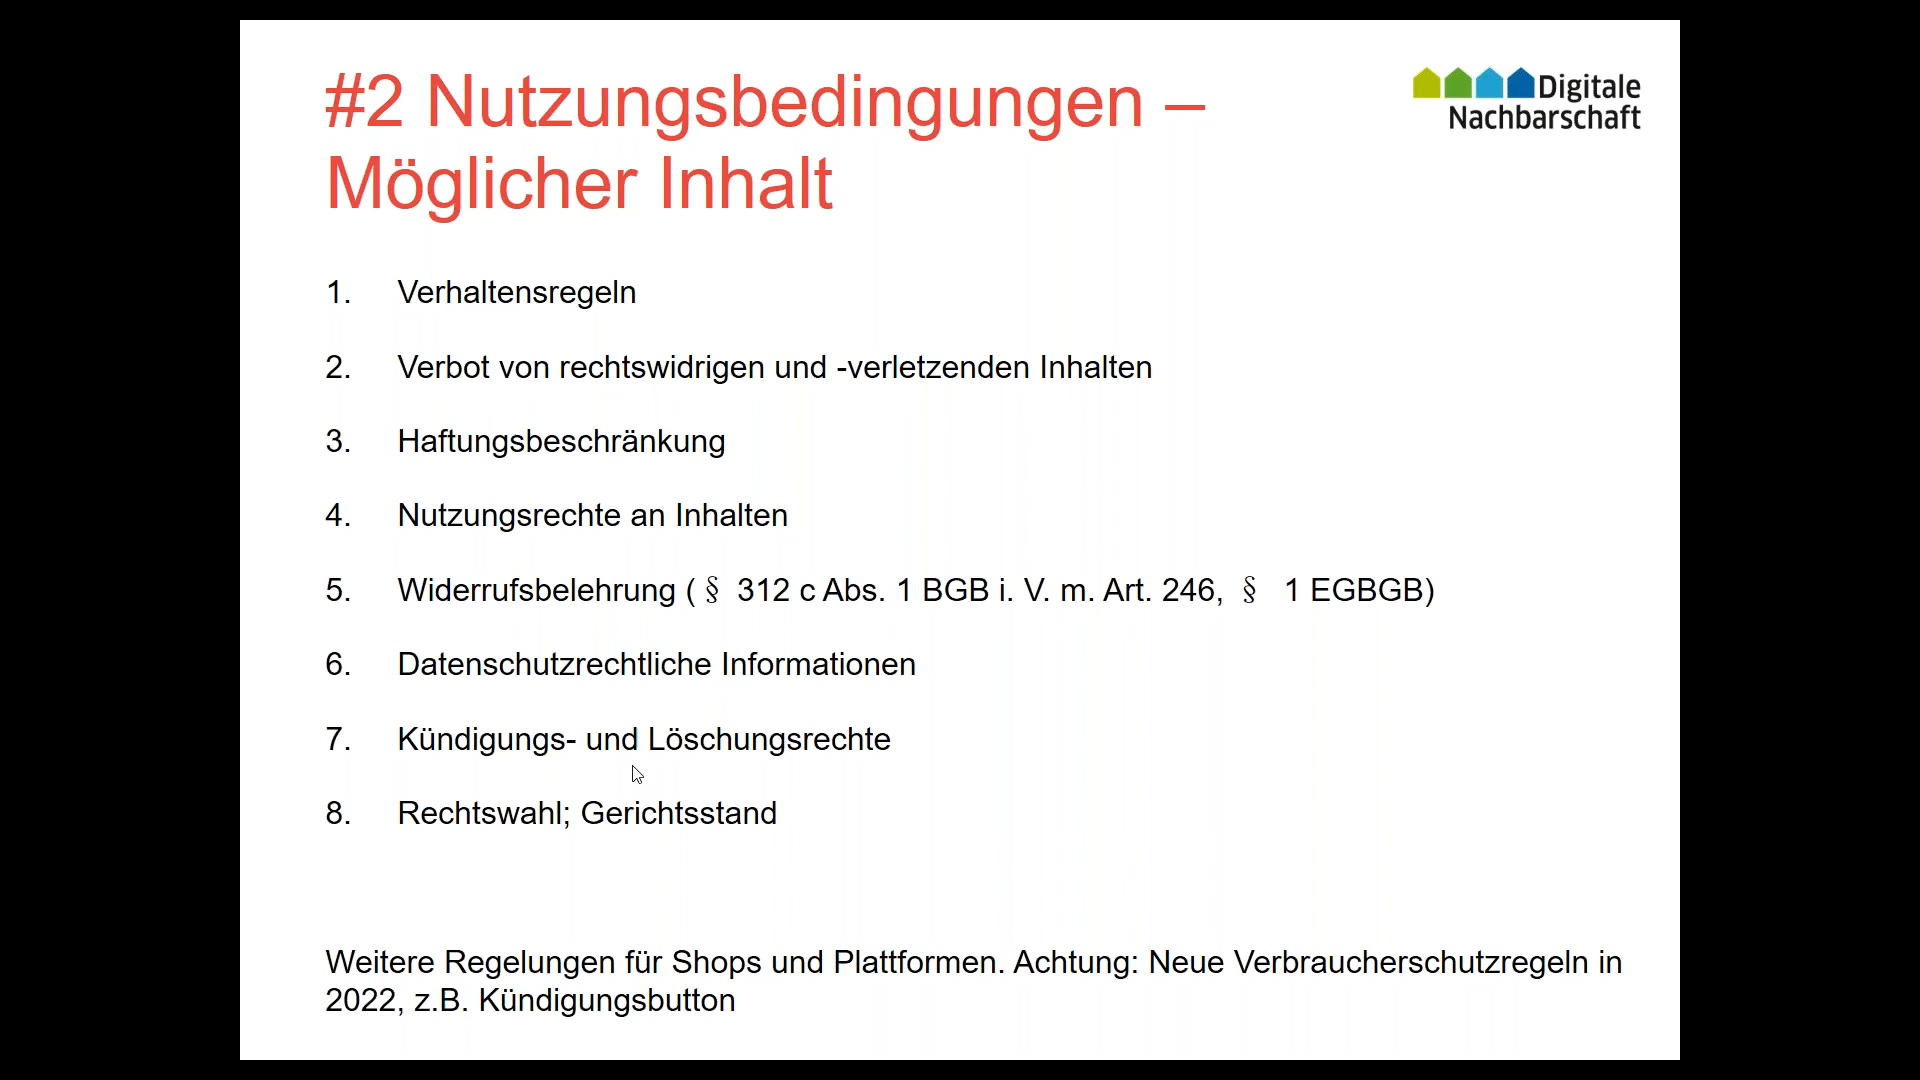 #2 Nutzungsbedingungen –
Möglicher Inhalt
Digitale
Nachbarschaft
1. Verhaltensregeln
2. Verbot von rechtswidrigen und -verletzenden Inhalten
3. Haftungsbeschränkung
4. Nutzungsrechte an Inhalten
5. Widerrufsbelehrung (§ 312 c Abs. 1 BGB i. V. m. Art. 246, § 1 EGBGB)
6. Datenschutzrechtliche Informationen
7. Kündigungs- und Löschungsrechte
8. Rechtswahl; Gerichtsstand
Weitere Regelungen für Shops und Plattformen. Achtung: Neue Verbraucherschutzregeln in
2022, z.B. Kündigungsbutton